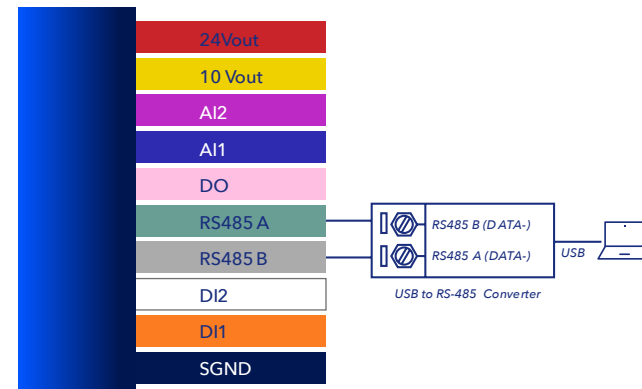 24Vout
10 Vout
AI2
AI1
DO
RS485 A
RS485 B
DI2
DI1
SGND
RS485 B (DATA-)
RS485 A (DATA-)
USB
USB to RS-485 Converter